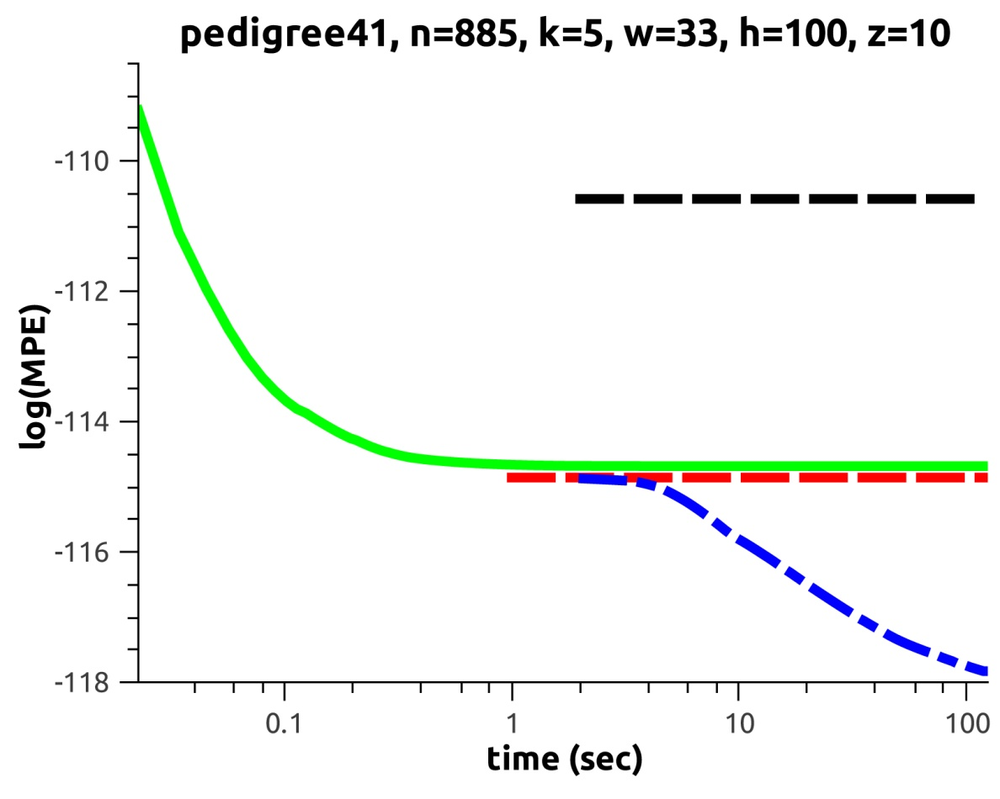 pedigree41, n=885, k=5, w=33, h=100, z=10
log(MPE)
-110
-112
-114
-116
-118
0.1 1 10 100
time (sec)